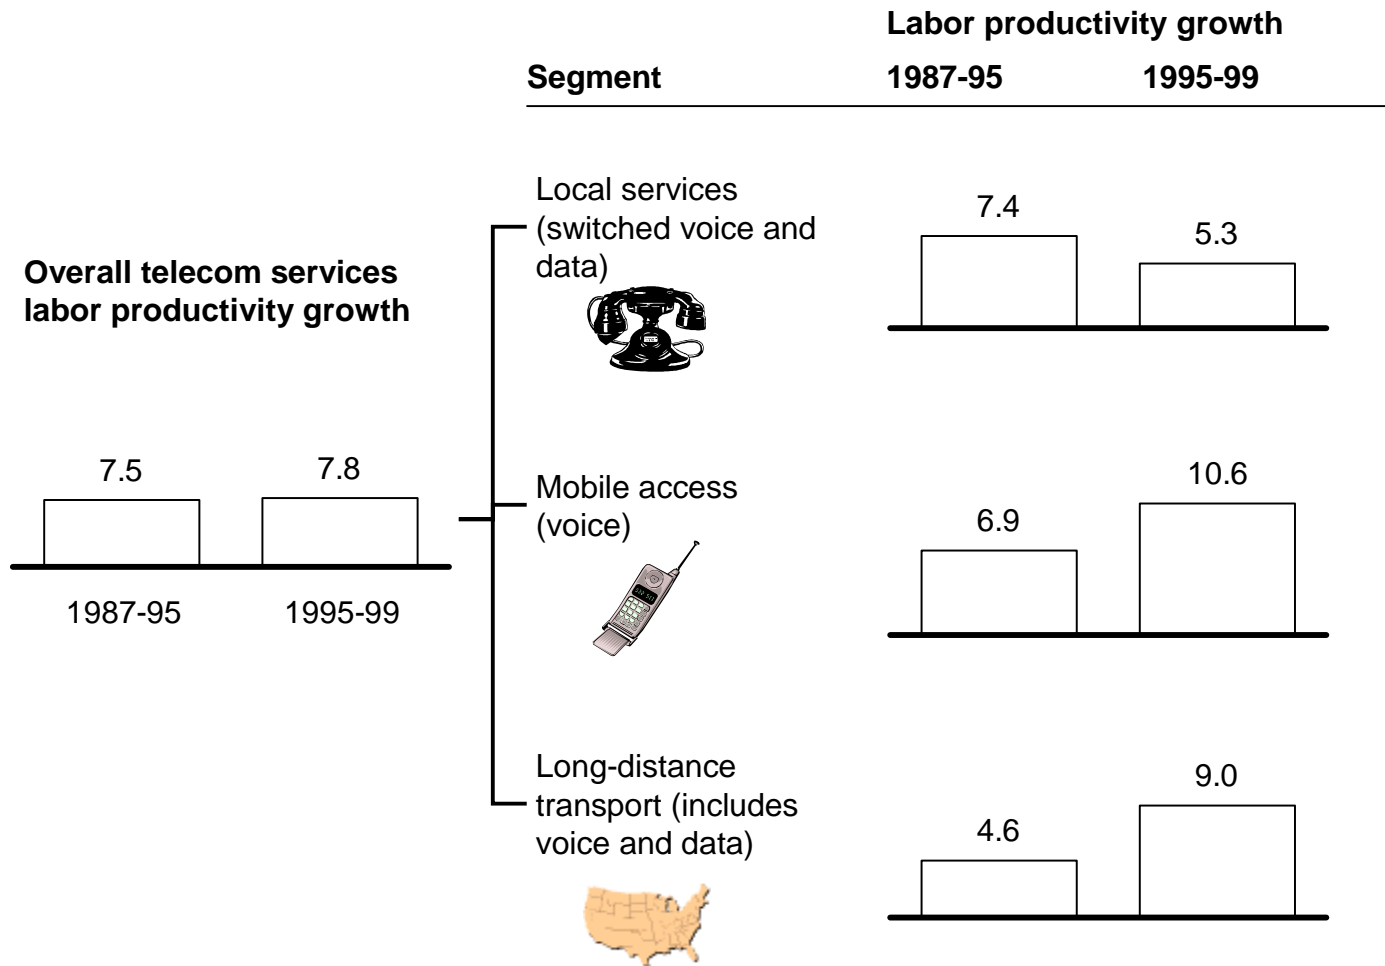 Labor productivity growth
Segment 1987-95 1995-99
Local services
(switched voice and
data)
7.4
5.3
Overall telecom services
labor productivity growth
7.5
7.8
1987-95
1995-99
Mobile access
(voice)
6.9
10.6
Long-distance
transport (includes
voice and data)
4.6
9.0